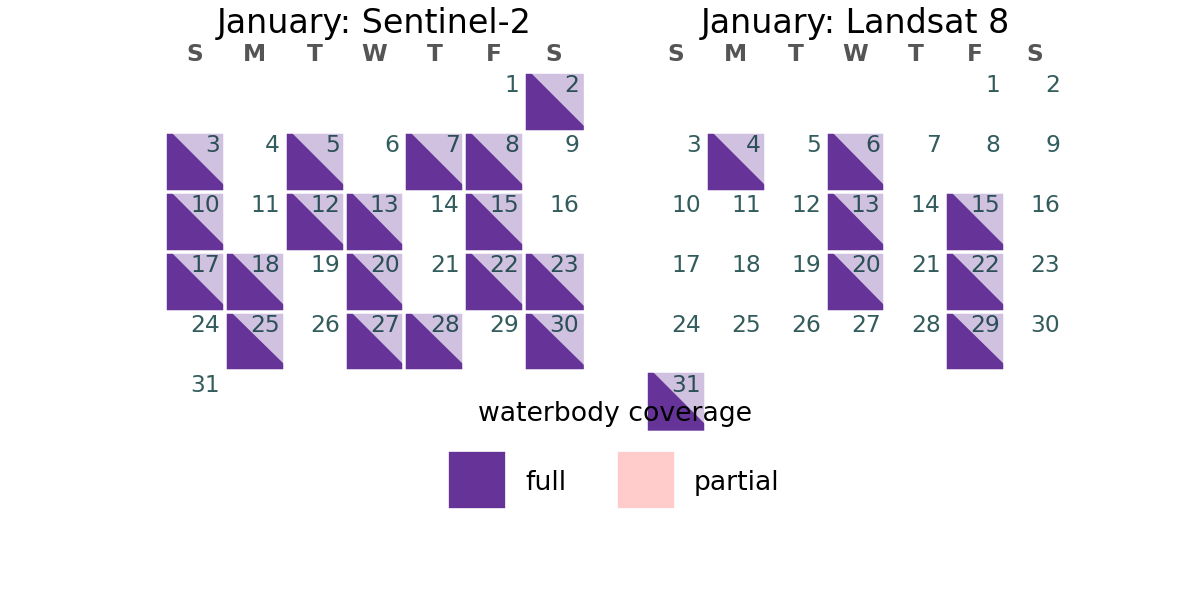 January: Sentinel-2
S M T W T F S
1 2
3 4 5 6 7 8 9
10 11 12 13 14 15 16
17 18 19 20 21 22 23
24 25 26 27 28 29 30
31
January: Landsat 8
S M T W T F S
1 2
3 4 5 6 7 8 9
10 11 12 13 14 15 16
17 18 19 20 21 22 23
24 25 26 27 28 29 30
31
waterbody coverage
full partial